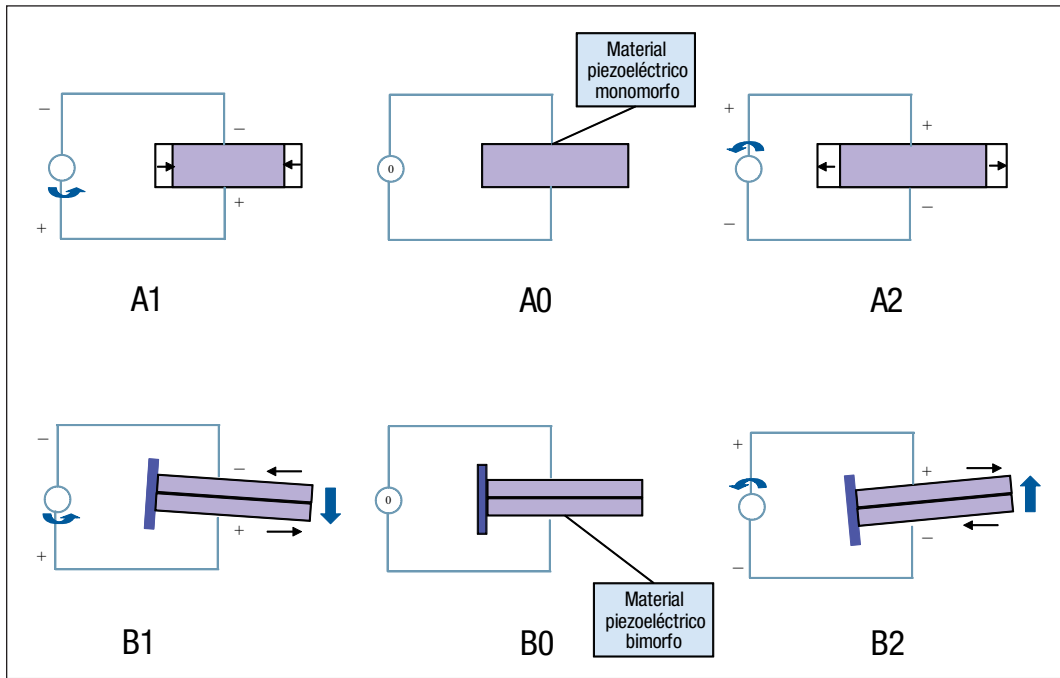 Material
piezoeléctrico
monomorfo
−
−
+
+
0
+
+
−
−
A1
A0
A2
−
−
+
+
0
+
+
−
−
Material
piezoeléctrico
bimorfo
B1
B0
B2